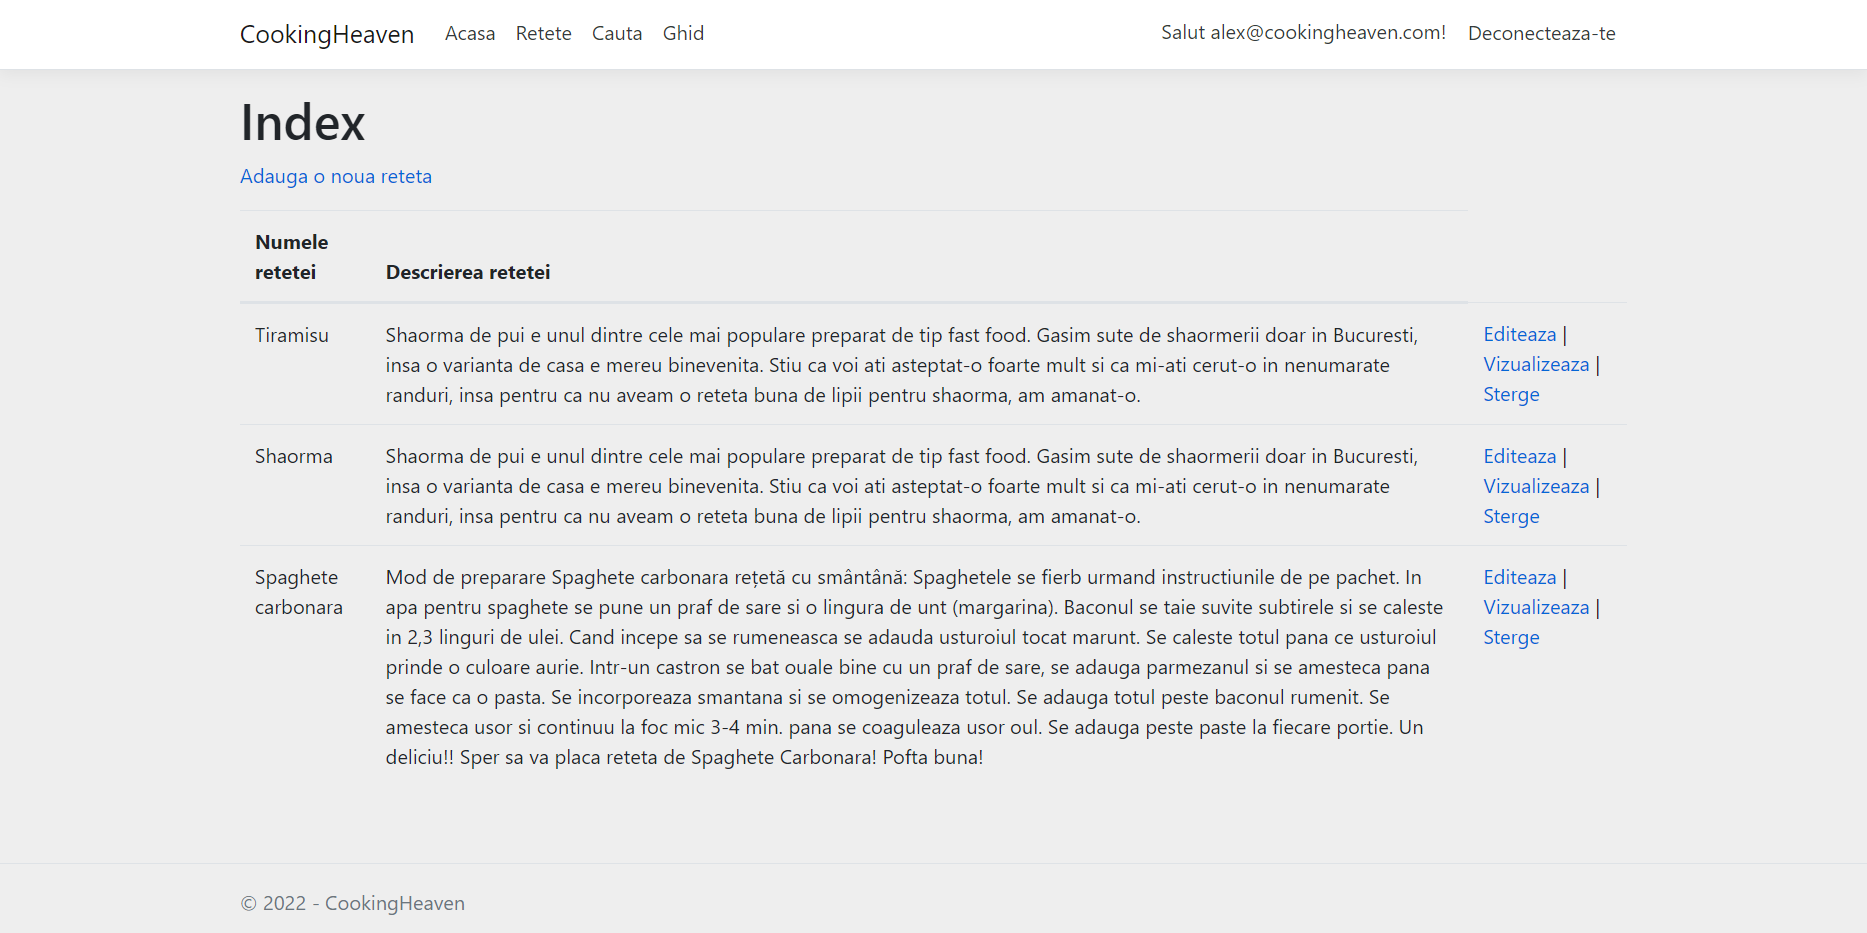 CookingHeaven Acasa Retete Cauta Ghid Salut alex@cookingheaven.com! Deconecteaza-te
Index
Adauga o noua reteta
Numele
retetei
Descrierea retetei
Tiramisu
Shaorma de pui e unul dintre cele mai populare preparat de tip fast food. Gasim sute de shaormerii doar in Bucuresti,
insa o varianta de casa e mereu binevenita. Stiu ca voi ati asteptat-o foarte mult si ca mi-ati cerut-o in nenumarate
randuri, insa pentru ca nu aveam o reteta buna de lipii pentru shaorma, am amanat-o.
Editeaza |
Vizualizeaza |
Sterge
Shaorma
Shaorma de pui e unul dintre cele mai populare preparat de tip fast food. Gasim sute de shaormerii doar in Bucuresti,
insa o varianta de casa e mereu binevenita. Stiu ca voi ati asteptat-o foarte mult si ca mi-ati cerut-o in nenumarate
randuri, insa pentru ca nu aveam o reteta buna de lipii pentru shaorma, am amanat-o.
Editeaza |
Vizualizeaza |
Sterge
Spaghete
carbonara
Mod de preparare Spaghete carbonara rețetă cu smântână: Spaghetele se fierb urmand instructiunile de pe pachet. In
apa pentru spaghete se pune un praf de sare si o lingura de unt (margarina). Baconul se taie suvite subtirele si se caleste
in 2,3 linguri de ulei. Cand incepe sa se rumeneasca se adauda usturoiul tocat marunt. Se caleste totul pana ce usturoiul
prinde o culoare aurie. Intr-un castron se bat ouale bine cu un praf de sare, se adauga parmezanul si se amesteca pana
se face ca o pasta. Se incorporeaza smantana si se omogenizeaza totul. Se adauga totul peste baconul rumenit. Se
amesteca usor si continuu la foc mic 3-4 min. pana se coaguleaza usor oul. Se adauga peste paste la fiecare portie. Un
deliciu!! Sper sa va placa reteta de Spaghete Carbonara! Pofta buna!
Editeaza |
Vizualizeaza |
Sterge
© 2022 - CookingHeaven